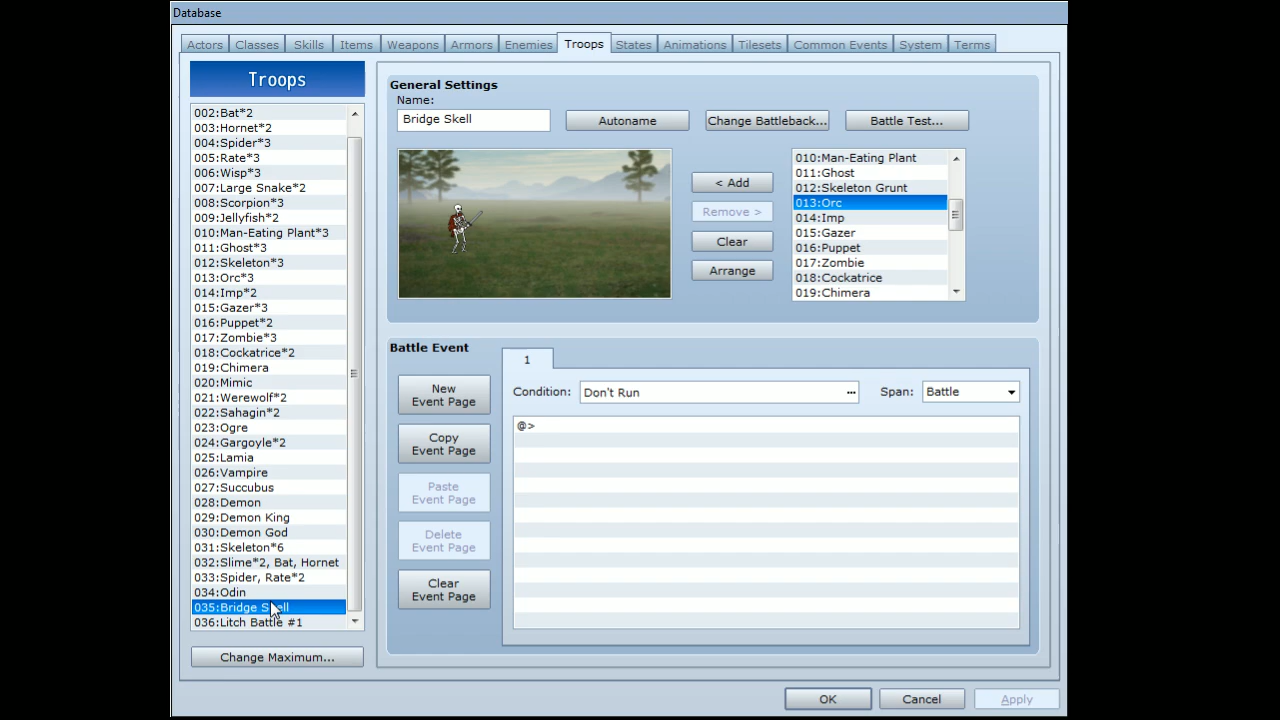 Database
Actors Classes Skills Items Weapons Armors Enemies Troops States Animations Tilesets Common Events System Terms
Troops
002:Bat*2
003:Hornet*2
004:Spider*3
005:Rate*3
006:Wisp*3
007:Large Snake*2
008:Scorpion*3
009:Jellyfish*2
010:Man-Eating Plant*3
011:Ghost*3
012:Skeleton*3
013:Orc*3
014:Imp*2
015:Gazer*3
016:Puppet*2
017:Zombie*3
018:Cockatrice*2
019:Chimera
020:Mimic
021:Werewolf*2
022:Sahagin*2
023:Ogre
024:Gargoyle*2
025:Lamia
026:Vampire
027:Succubus
028:Demon
029:Demon King
030:Demon God
031:Skeleton*6
032:Slime*2, Bat, Hornet
033:Spider, Rate*2
034:Odin
035:Bridge Skell
036:Litch Battle #1
Change Maximum...
General Settings
Name:
Bridge Skell
Autoname
Change Battleback...
Battle Test...
< Add
Remove >
Clear
Arrange
010:Man-Eating Plant
011:Ghost
012:Skeleton Grunt
013:Orc
014:Imp
015:Gazer
016:Puppet
017:Zombie
018:Cockatrice
019:Chimera
Battle Event
New
Event Page
Copy
Event Page
Paste
Event Page
Delete
Event Page
Clear
Event Page
1
Condition: Don't Run ...
Span: Battle
@>
OK
Cancel
Apply